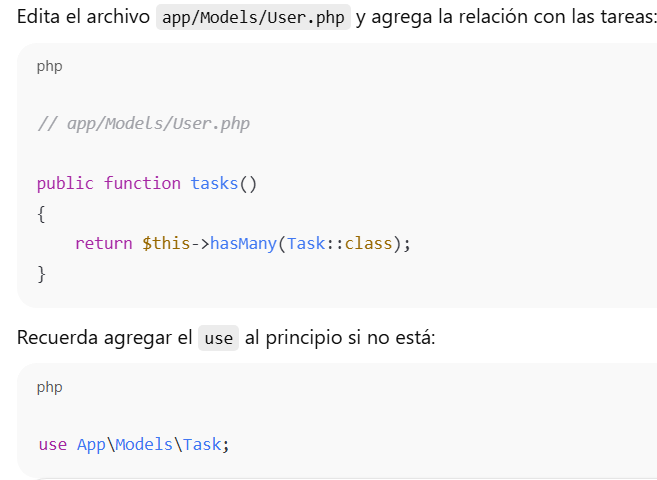 Edita el archivo app/Models/User.php y agrega la relación con las tareas:
php
// app/Models/User.php
public function tasks()
{
    return $this->hasMany(Task::class);
}
Recuerda agregar el use al principio si no está:
php
use App\Models\Task;